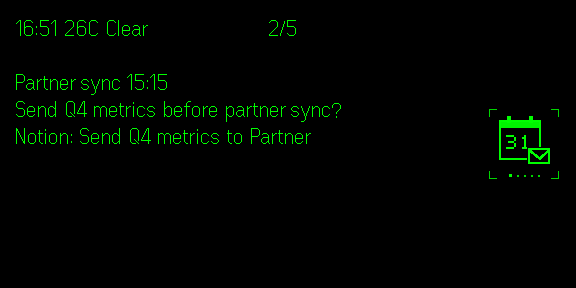 16:51 26C Clear 2/5
Partner sync 15:15
Send Q4 metrics before partner sync?
Notion: Send Q4 metrics to Partner
31